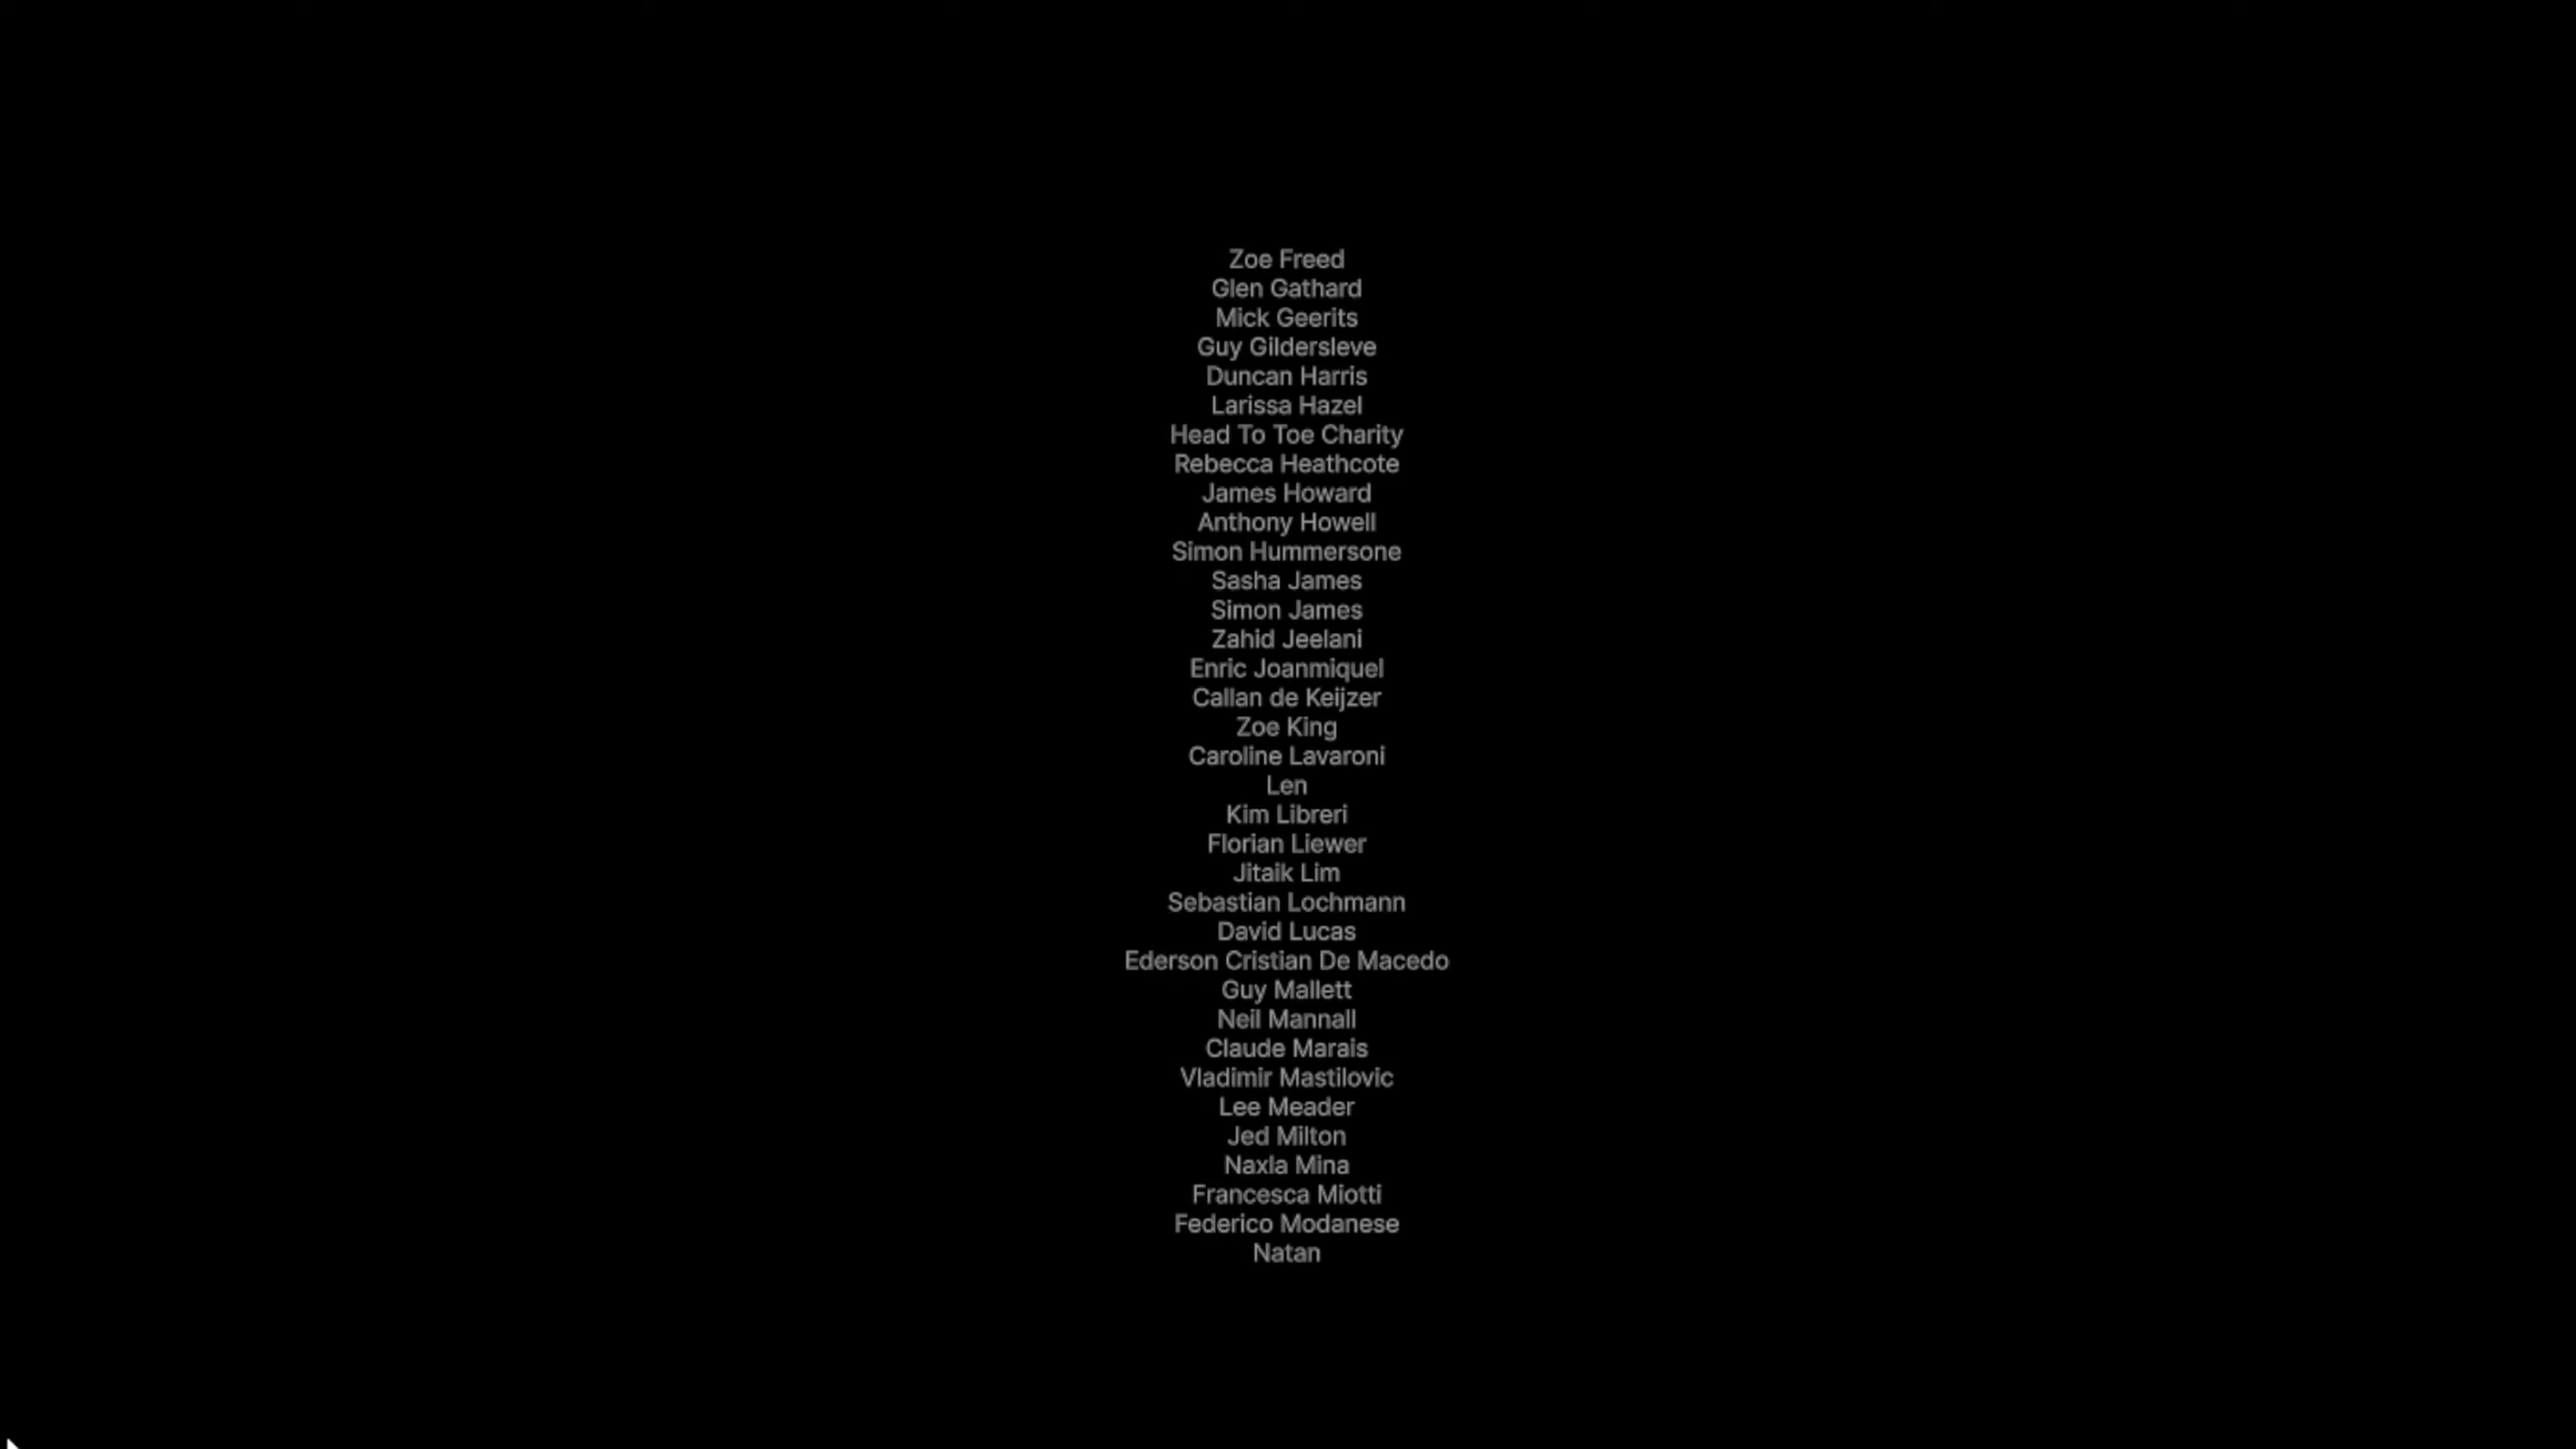 Zoe Freed
Glen Gathard
Mick Geerits
Guy Gildersleve
Duncan Harris
Larissa Hazel
Head To Toe Charity
Rebecca Heathcote
James Howard
Anthony Howell
Simon Hummersone
Sasha James
Simon James
Zahid Jeelani
Enric Joanmiquel
Callan de Keijzer
Zoe King
Caroline Lavaroni
Len
Kim Libreri
Florian Liewer
Jitaik Lim
Sebastian Lochmann
David Lucas
Ederson Cristian De Macedo
Guy Mallett
Neil Mannall
Claude Marais
Vladimir Mastilovic
Lee Meader
Jed Milton
Naxla Mina
Francesca Miotti
Federico Modanese
Natan